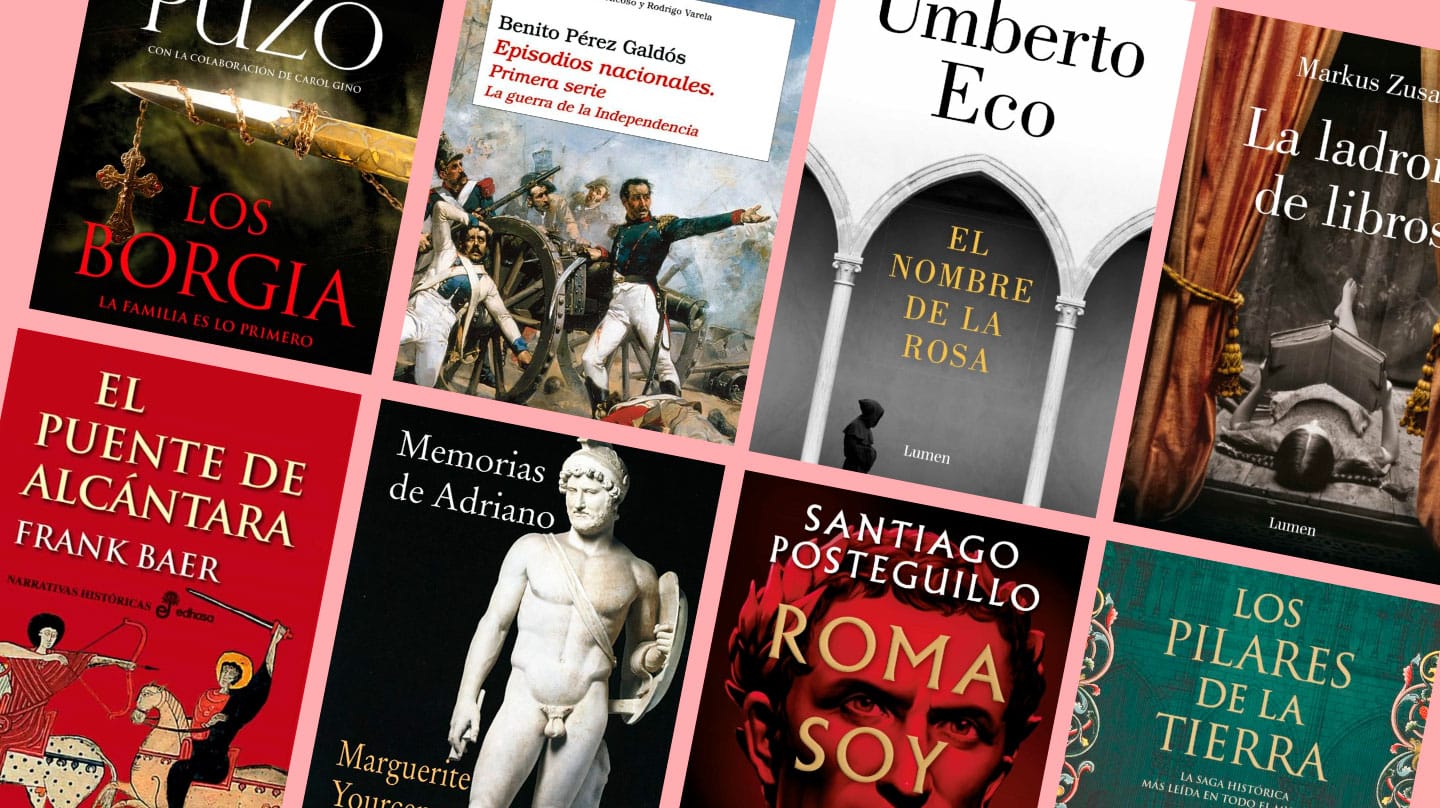 PUZO
CON LA COLABORACIÓN DE CAROL GINO
LOS
BORGIA
LA FAMILIA ES LO PRIMERO
y Rodrigo Varela
Benito Pérez Galdós
Episodios nacionales.
Primera serie
La guerra de la Independencia
Umberto
Eco
EL
NOMBRE
DE LA
ROSA
Lumen
Markus Zusa
La ladron
de libros
Lumen
EL
PUENTE DE
ALCÁNTARA
FRANK BAER
NARRATIVAS HISTÓRICAS edhasa
Memorias
de Adriano
Marguerite
Yourcen
SANTIAGO
POSTEGUILLO
ROMA
SOY
LOS
PILARES
DE LA
TIERRA
LA SAGA HISTÓRICA
MÁS LEÍDA EN TODO EL